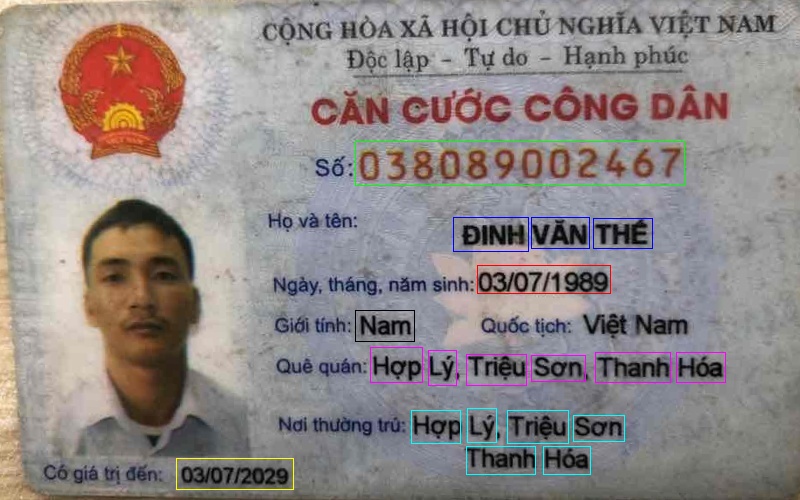 CỘNG HÒA XÃ HỘI CHỦ NGHĨA VIỆT NAM
Độc lập - Tự do - Hạnh phúc
CĂN CƯỚC CÔNG DÂN
Số: 038089002467
Họ và tên:
ĐINH VĂN THẾ
Ngày, tháng, năm sinh: 03/07/1989
Giới tính: Nam Quốc tịch: Việt Nam
Quê quán: Hợp Lý, Triệu Sơn, Thanh Hóa
Nơi thường trú: Hợp Lý, Triệu Sơn
Thanh Hóa
Có giá trị đến: 03/07/2029